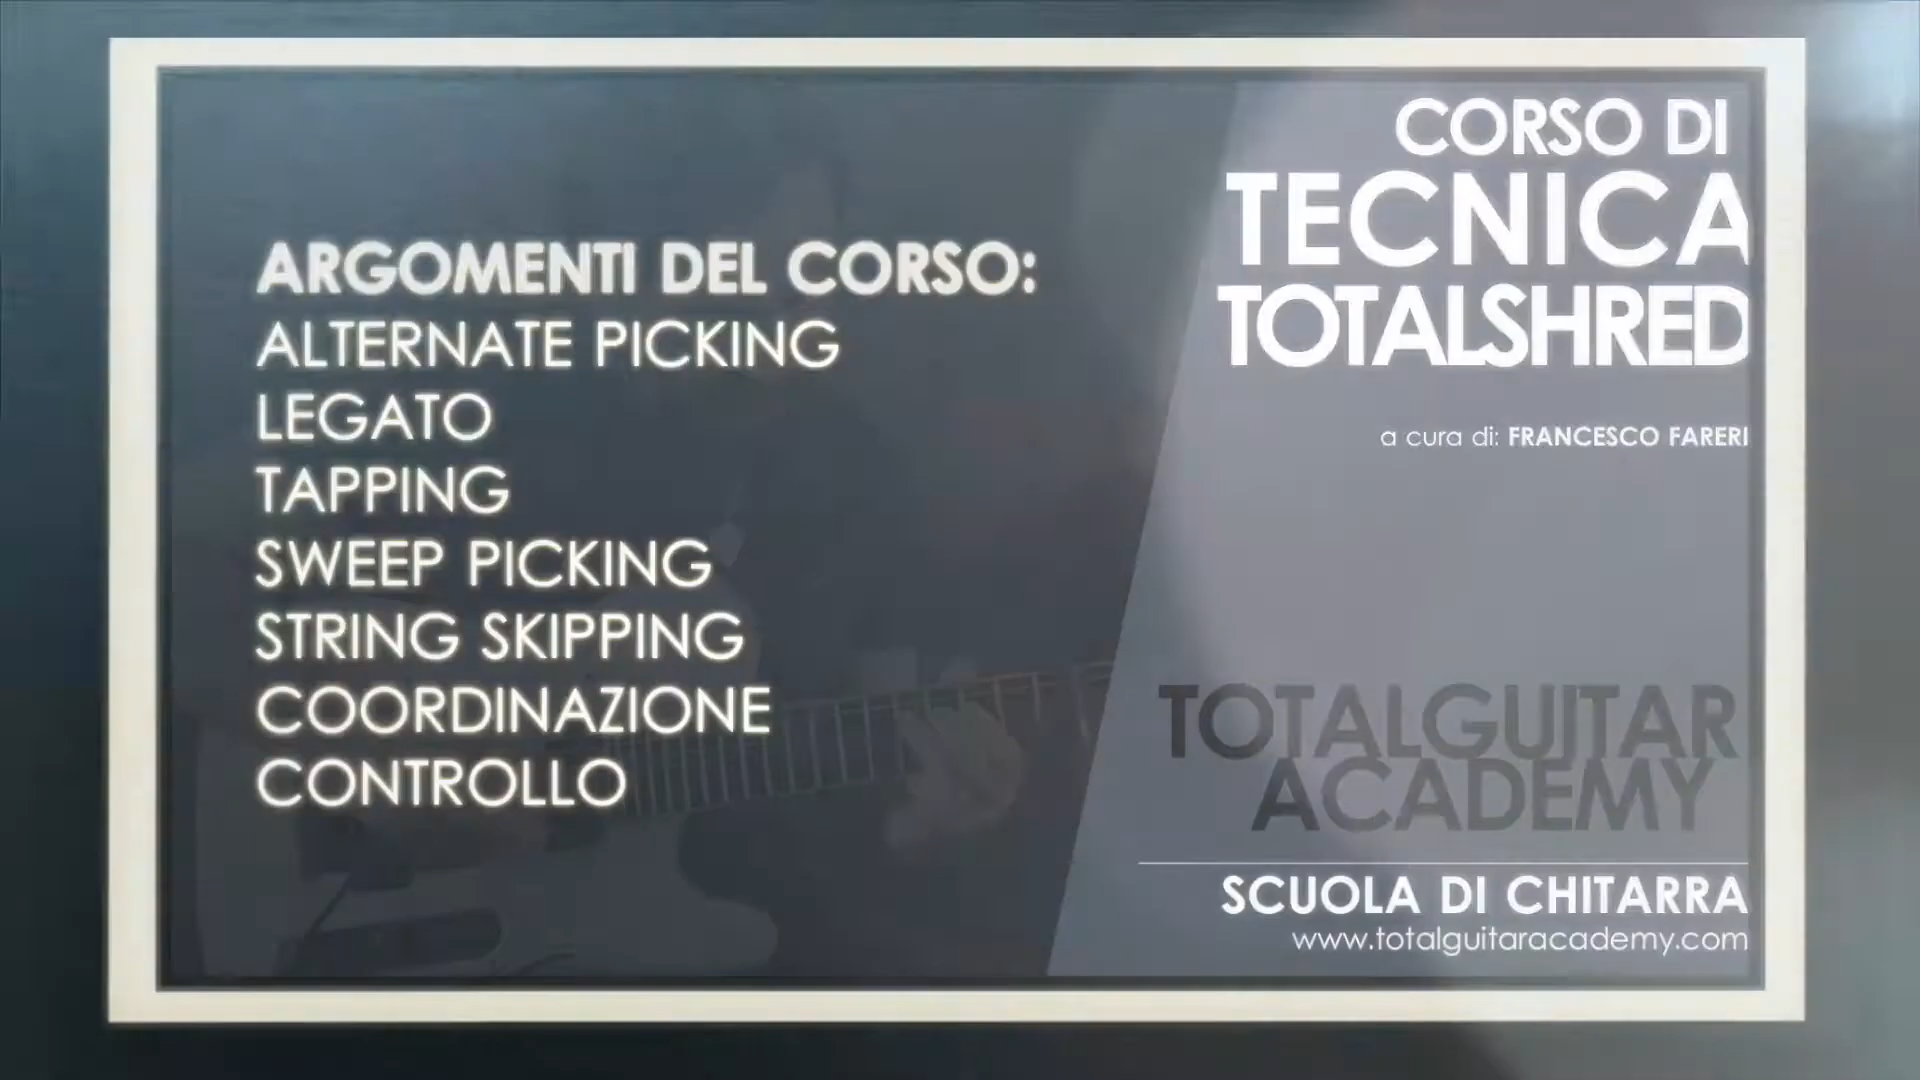 ARGOMENTI DEL CORSO:
ALTERNATE PICKING
LEGATO
TAPPING
SWEEP PICKING
STRING SKIPPING
COORDINAZIONE
CONTROLLO
CORSO DI
TECNICA
TOTALSHRED
a cura di: FRANCESCO FARERI
TOTALGUITAR
ACADEMY
SCUOLA DI CHITARRA
www.totalguitaracademy.com